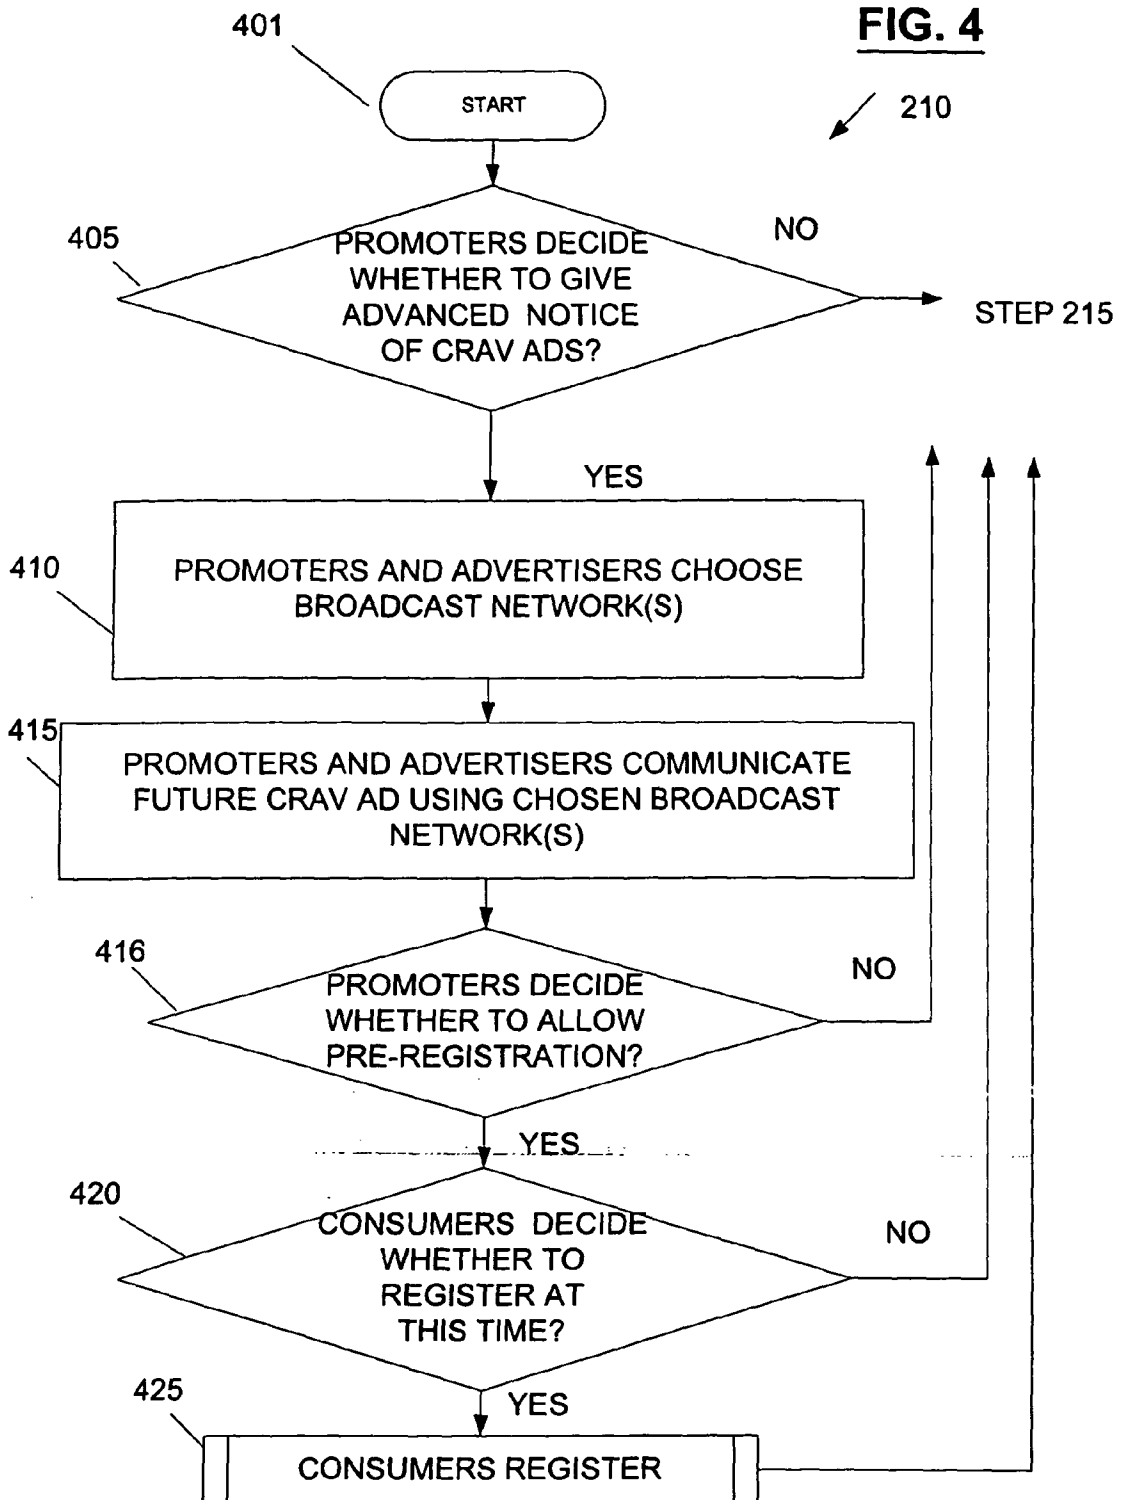 FIG. 4
401
START
210
405
PROMOTERS DECIDE
WHETHER TO GIVE
ADVANCED NOTICE
OF CRAV ADS?
NO
STEP 215
YES
410
PROMOTERS AND ADVERTISERS CHOOSE
BROADCAST NETWORK(S)
415
PROMOTERS AND ADVERTISERS COMMUNICATE
FUTURE CRAV AD USING CHOSEN BROADCAST
NETWORK(S)
416
PROMOTERS DECIDE
WHETHER TO ALLOW
PRE-REGISTRATION?
NO
YES
420
CONSUMERS DECIDE
WHETHER TO
REGISTER AT
THIS TIME?
NO
YES
425
CONSUMERS REGISTER